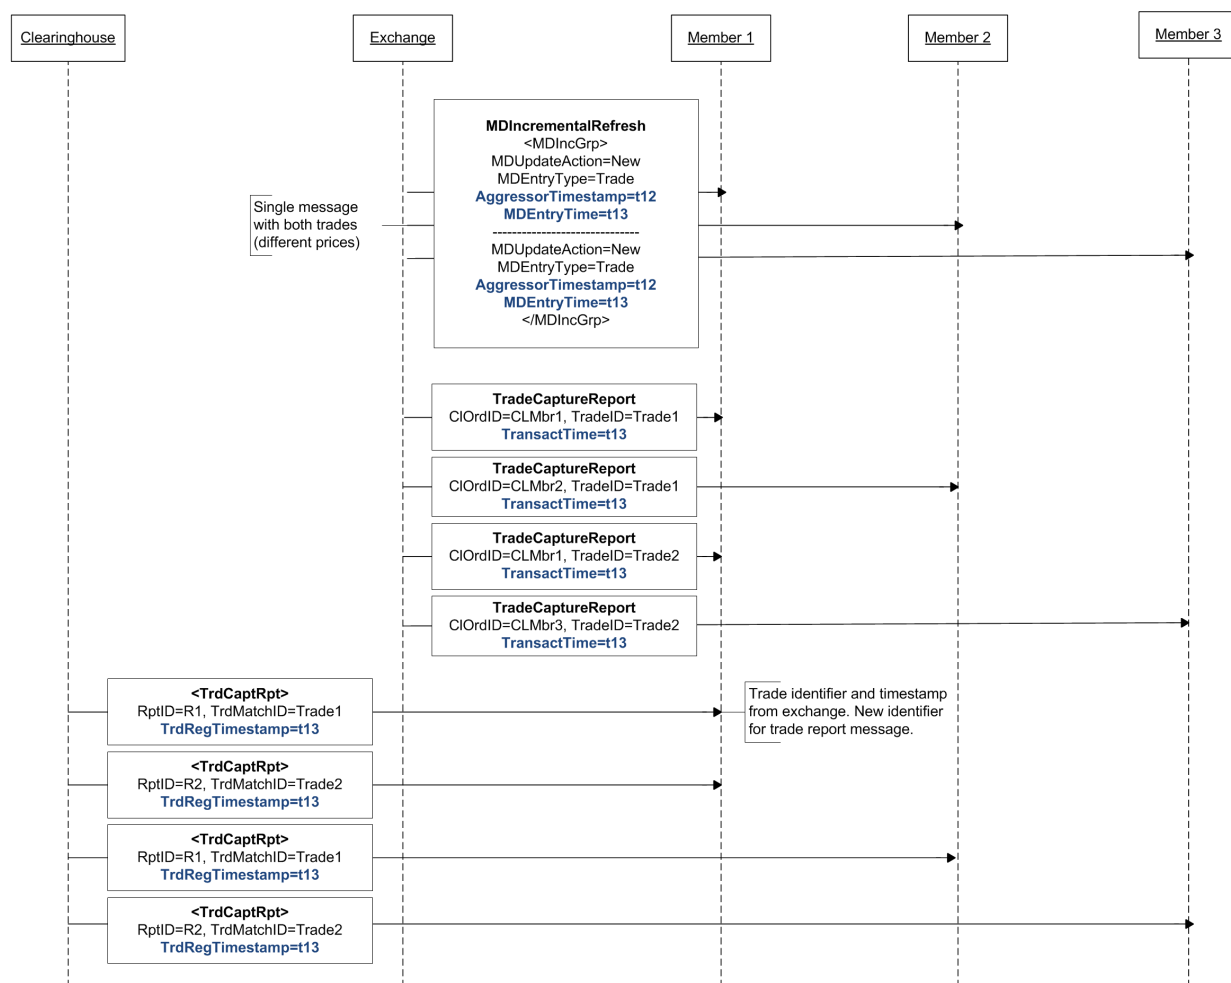 Clearinghouse
Exchange
Member 1
Member 2
Member 3
MDIncrementalRefresh
<MDIncGrp>
MDUpdateAction=New
MDEntryType=Trade
AggressorTimestamp=t12
MDEntryTime=t13
------------------------------
MDUpdateAction=New
MDEntryType=Trade
AggressorTimestamp=t12
MDEntryTime=t13
</MDIncGrp>
Single message
with both trades
(different prices)
TradeCaptureReport
ClOrdID=CLMbr1, TradeID=Trade1
TransactTime=t13
TradeCaptureReport
ClOrdID=CLMbr2, TradeID=Trade1
TransactTime=t13
TradeCaptureReport
ClOrdID=CLMbr1, TradeID=Trade2
TransactTime=t13
TradeCaptureReport
ClOrdID=CLMbr3, TradeID=Trade2
TransactTime=t13
<TrdCaptRpt>
RptID=R1, TrdMatchID=Trade1
TrdRegTimestamp=t13
Trade identifier and timestamp
from exchange. New identifier
for trade report message.
<TrdCaptRpt>
RptID=R2, TrdMatchID=Trade2
TrdRegTimestamp=t13
<TrdCaptRpt>
RptID=R1, TrdMatchID=Trade1
TrdRegTimestamp=t13
<TrdCaptRpt>
RptID=R2, TrdMatchID=Trade2
TrdRegTimestamp=t13